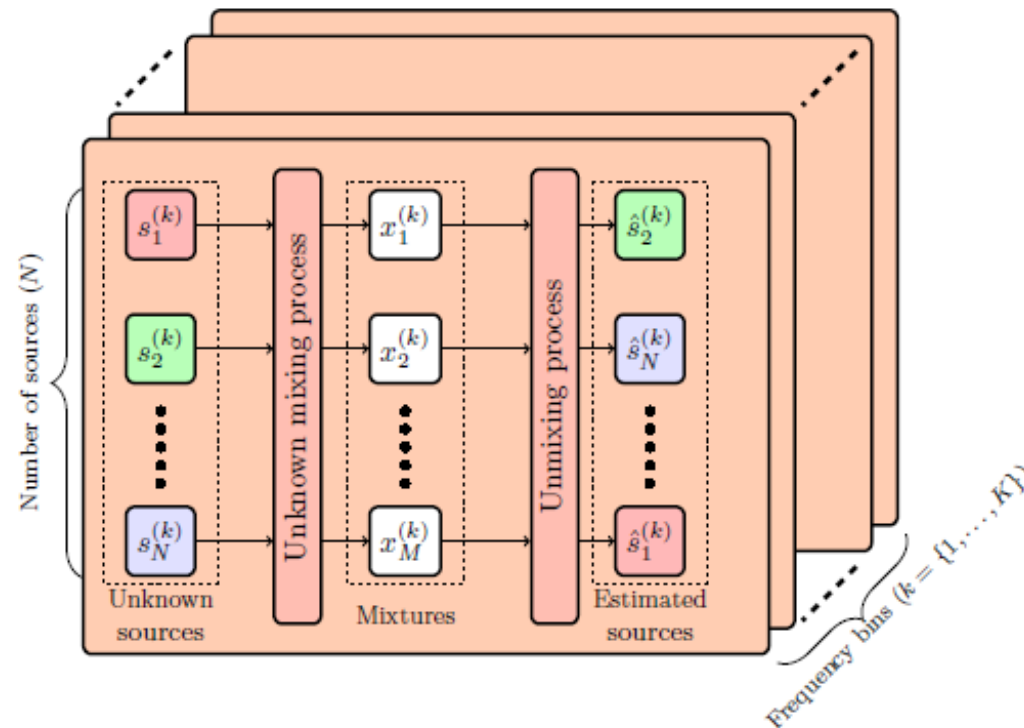 Number of sources (N)
s_1^{(k)}
s_2^{(k)}
s_N^{(k)}
Unknown
sources
Unknown mixing process
x_1^{(k)}
x_2^{(k)}
x_M^{(k)}
Mixtures
Unmixing process
ŝ_2^{(k)}
ŝ_N^{(k)}
ŝ_1^{(k)}
Estimated
sources
Frequency bins (k = {1, ..., K})